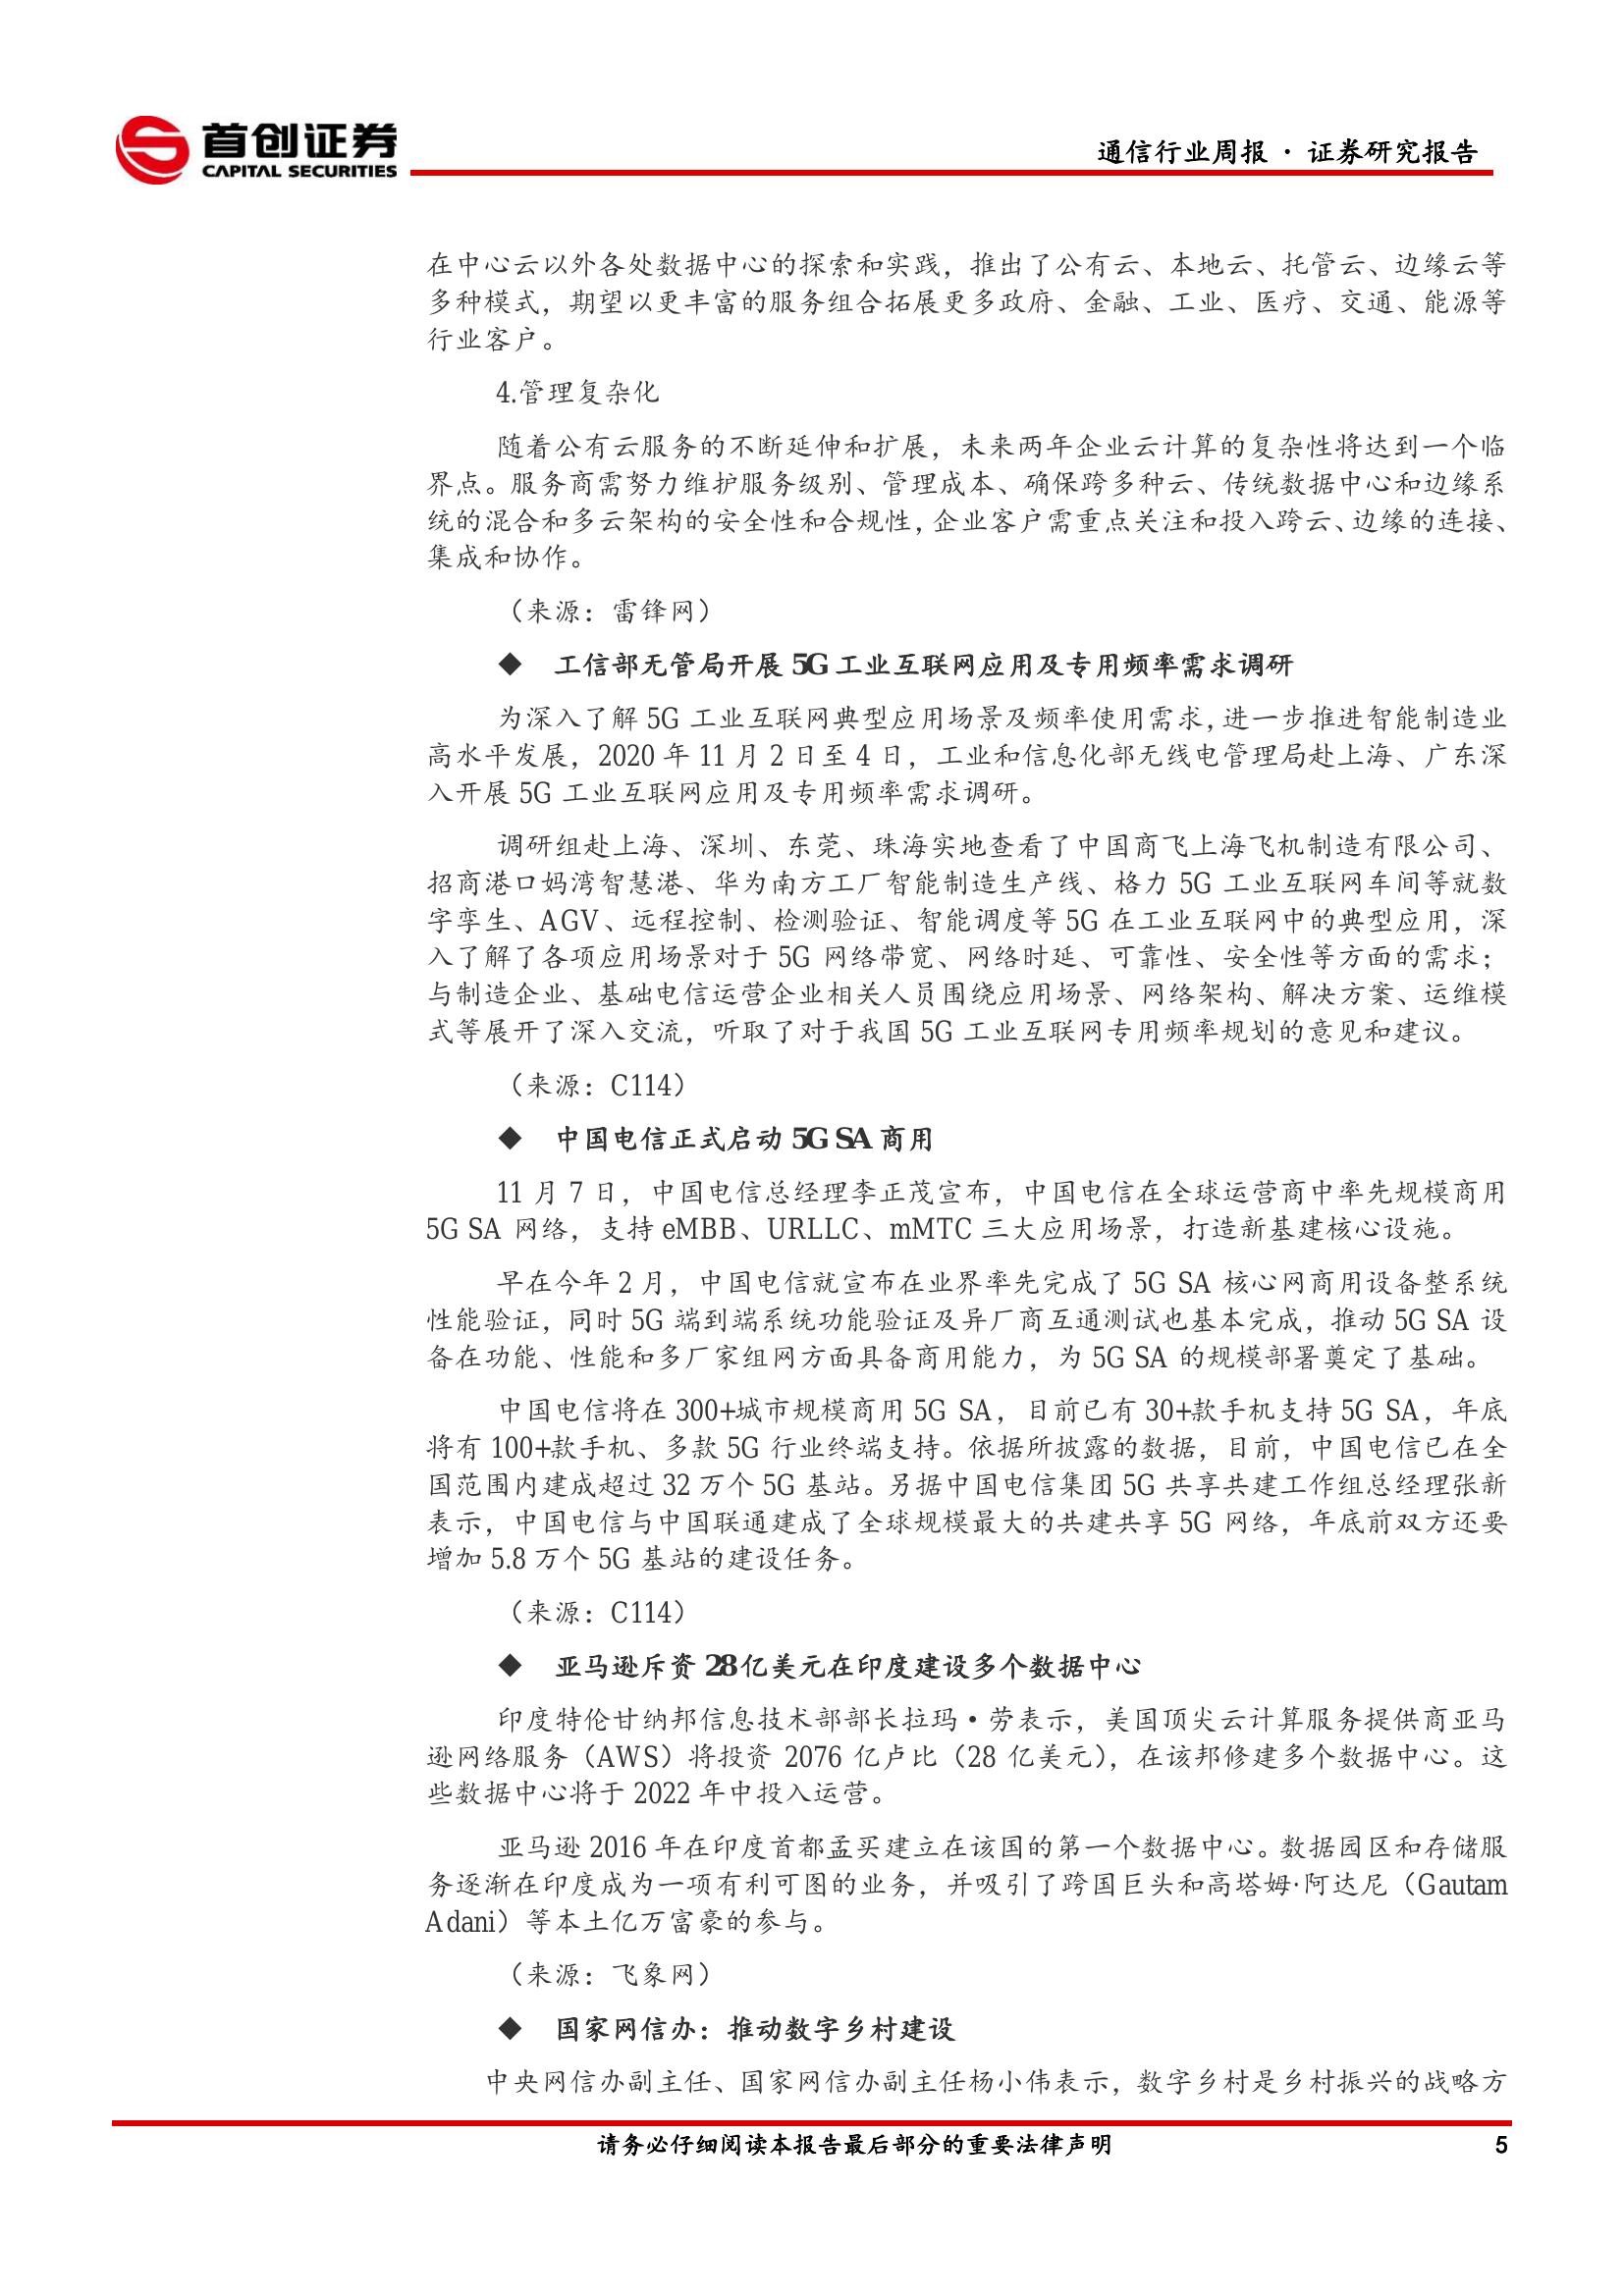 首创证券
CAPITAL SECURITIES
通信行业周报 · 证券研究报告
在中心云以外各处数据中心的探索和实践，推出了公有云、本地云、托管云、边缘云等
多种模式，期望以更丰富的服务组合拓展更多政府、金融、工业、医疗、交通、能源等
行业客户。
4.管理复杂化
随着公有云服务的不断延伸和扩展，未来两年企业云计算的复杂性将达到一个临
界点。服务商需努力维护服务级别、管理成本、确保跨多种云、传统数据中心和边缘系
统的混合和多云架构的安全性和合规性，企业客户需重点关注和投入跨云、边缘的连接、
集成和协作。
（来源：雷锋网）
◆ 工信部无管局开展 5G 工业互联网应用及专用频率需求调研
为深入了解 5G 工业互联网典型应用场景及频率使用需求，进一步推进智能制造业
高水平发展，2020 年 11 月 2 日至 4 日，工业和信息化部无线电管理局赴上海、广东深
入开展 5G 工业互联网应用及专用频率需求调研。
调研组赴上海、深圳、东莞、珠海实地查看了中国商飞上海飞机制造有限公司、
招商港口妈湾智慧港、华为南方工厂智能制造生产线、格力 5G 工业互联网车间等就数
字孪生、AGV、远程控制、检测验证、智能调度等 5G 在工业互联网中的典型应用，深
入了解了各项应用场景对于 5G 网络带宽、网络时延、可靠性、安全性等方面的需求；
与制造企业、基础电信运营企业相关人员围绕应用场景、网络架构、解决方案、运维模
式等展开了深入交流，听取了对于我国 5G 工业互联网专用频率规划的意见和建议。
（来源：C114）
◆ 中国电信正式启动 5G SA 商用
11 月 7 日，中国电信总经理李正茂宣布，中国电信在全球运营商中率先规模商用
5G SA 网络，支持 eMBB、URLLC、mMTC 三大应用场景，打造新基建核心设施。
早在今年 2 月，中国电信就宣布在业界率先完成了 5G SA 核心网商用设备整系统
性能验证，同时 5G 端到端系统功能验证及异厂商互通测试也基本完成，推动 5G SA 设
备在功能、性能和多厂家组网方面具备商用能力，为 5G SA 的规模部署奠定了基础。
中国电信将在 300+城市规模商用 5G SA，目前已有 30+款手机支持 5G SA，年底
将有 100+款手机、多款 5G 行业终端支持。依据所披露的数据，目前，中国电信已在全
国范围内建成超过 32 万个 5G 基站。另据中国电信集团 5G 共享共建工作组总经理张新
表示，中国电信与中国联通建成了全球规模最大的共建共享 5G 网络，年底前双方还要
增加 5.8 万个 5G 基站的建设任务。
（来源：C114）
◆ 亚马逊斥资 28 亿美元在印度建设多个数据中心
印度特伦甘纳邦信息技术部部长拉玛•劳表示，美国顶尖云计算服务提供商亚马
逊网络服务（AWS）将投资 2076 亿卢比（28 亿美元），在该邦修建多个数据中心。这
些数据中心将于 2022 年中投入运营。
亚马逊 2016 年在印度首都孟买建立在该国的第一个数据中心。数据园区和存储服
务逐渐在印度成为一项有利可图的业务，并吸引了跨国巨头和高塔姆·阿达尼（Gautam
Adani）等本土亿万富豪的参与。
（来源：飞象网）
◆ 国家网信办：推动数字乡村建设
中央网信办副主任、国家网信办副主任杨小伟表示，数字乡村是乡村振兴的战略方
请务必仔细阅读本报告最后部分的重要法律声明
5